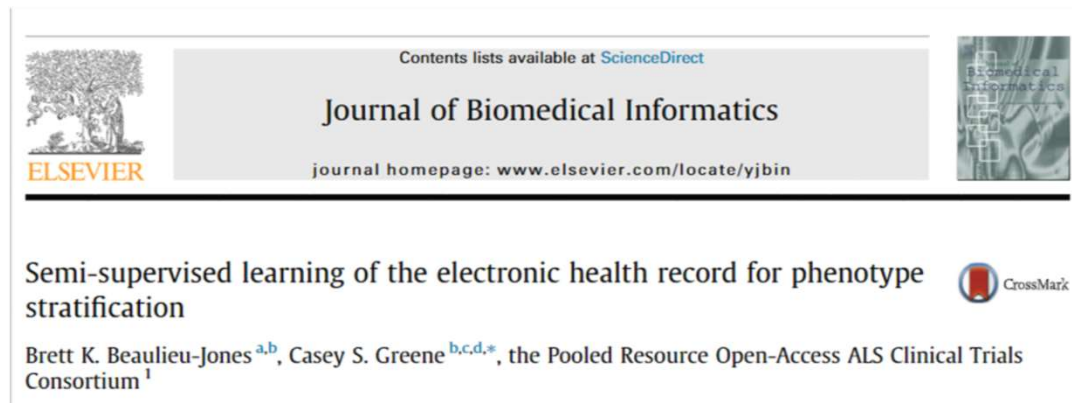 Contents lists available at ScienceDirect
Journal of Biomedical Informatics
journal homepage: www.elsevier.com/locate/yjbin
ELSEVIER
Biomedical
Informatics
Semi-supervised learning of the electronic health record for phenotype
stratification
CrossMark
Brett K. Beaulieu-Jones a,b, Casey S. Greene b,c,d,*, the Pooled Resource Open-Access ALS Clinical Trials
Consortium 1